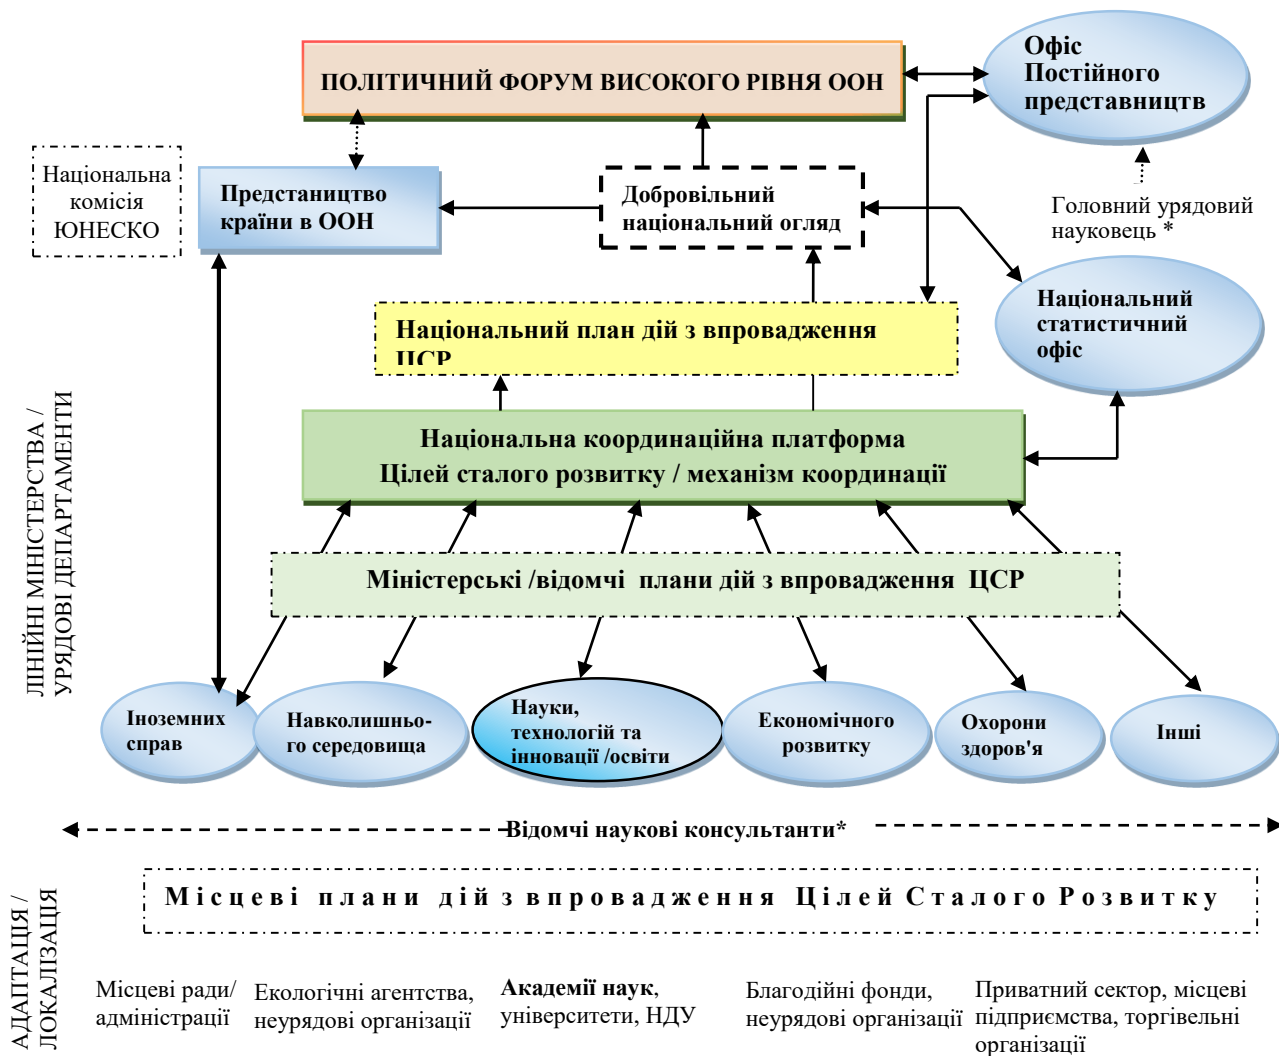 ПОЛІТИЧНИЙ ФОРУМ ВИСОКОГО РІВНЯ ООН
Офіс
Постійного
представництв
Національна
комісія
ЮНЕСКО
Предстаництво
країни в ООН
Добровільний
національний огляд
Головний урядовий
науковець *
Національний
статистичний
офіс
Національний план дій з впровадження
ЦСР
ЛІНІЙНІ МІНІСТЕРСТВА /
УРЯДОВІ ДЕПАРТАМЕНТИ
Національна координаційна платформа
Цілей сталого розвитку / механізм координації
Міністерські /відомчі плани дій з впровадження ЦСР
Іноземних
справ
Навколишньо-
го середовища
Науки,
технологій та
інновації /освіти
Економічного
розвитку
Охорони
здоров'я
Інші
Відомчі наукові консультанти*
АДАПТАЦІЯ /
ЛОКАЛІЗАЦІЯ
Місцеві плани дій з впровадження Цілей Сталого Розвитку
Місцеві ради/
адміністрації
Екологічні агентства,
неурядові організації
Академії наук,
університети, НДУ
Благодійні фонди,
неурядові організації
Приватний сектор, місцеві
підприємства, торгівельні
організації